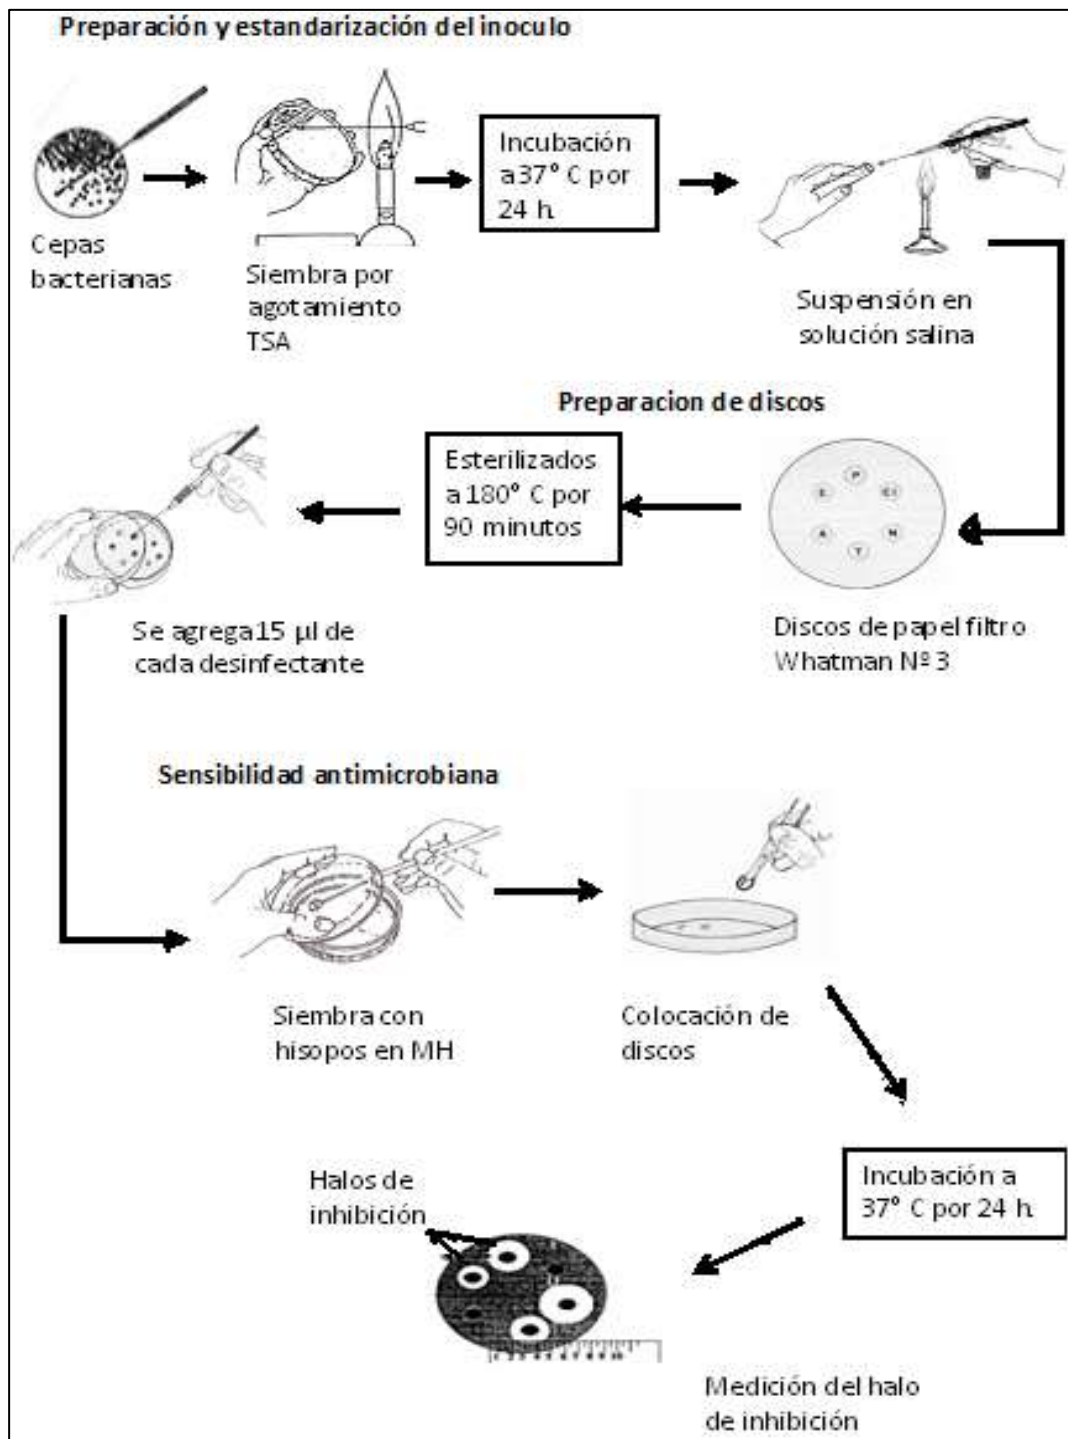 Preparación y estandarización del inoculo
Cepas
bacterianas
Siembra por
agotamiento
TSA
Incubación
a 37° C por
24 h.
Suspensión en
solución salina
Preparacion de discos
Esterilizados
a 180° C por
90 minutos
P
A
T
N
Se agrega 15 µl de
cada desinfectante
Discos de papel filtro
Whatman Nº 3
Sensibilidad antimicrobiana
Siembra con
hisopos en MH
Colocación de
discos
Incubación a
37° C por 24 h.
Halos de
inhibición
Medición del halo
de inhibición